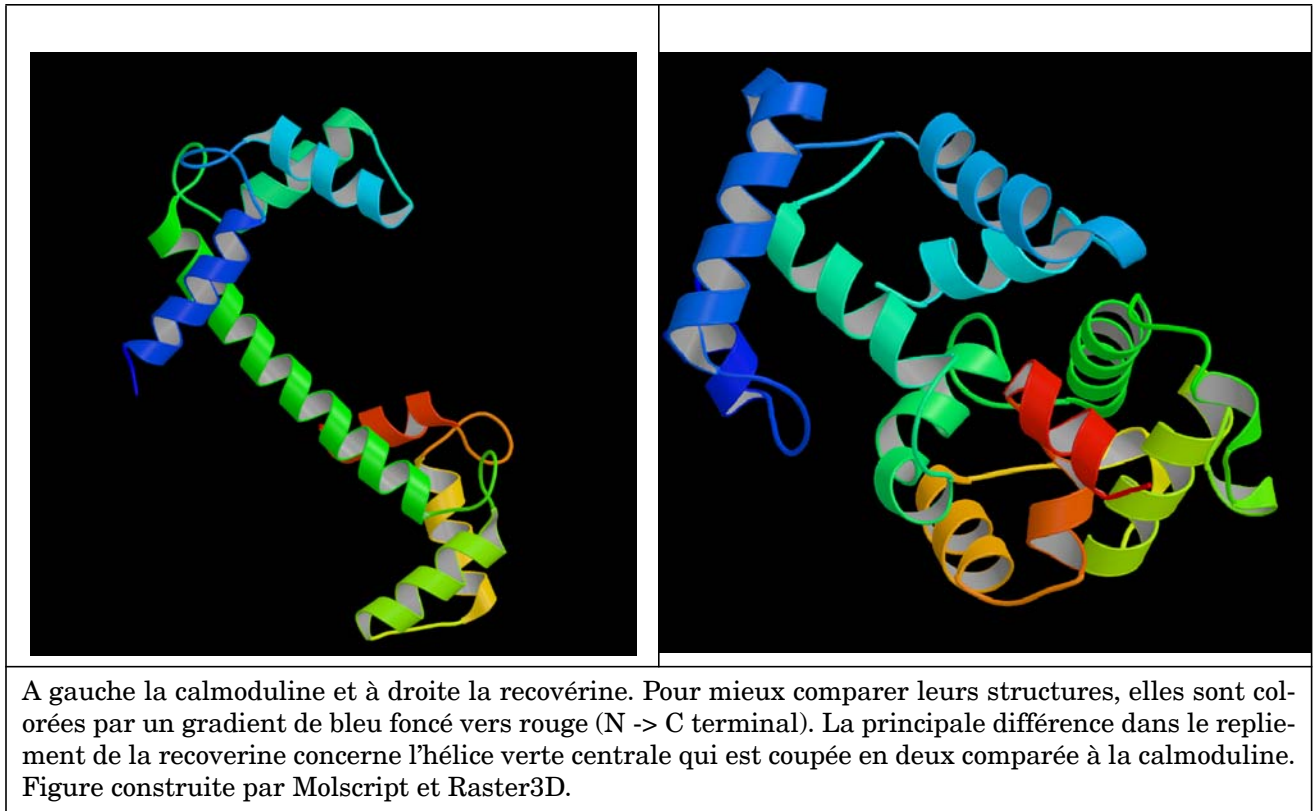 A gauche la calmoduline et à droite la recovérine. Pour mieux comparer leurs structures, elles sont col-
orées par un gradient de bleu foncé vers rouge (N -> C terminal). La principale différence dans le replie-
ment de la recoverine concerne l'hélice verte centrale qui est coupée en deux comparée à la calmoduline.
Figure construite par Molscript et Raster3D.